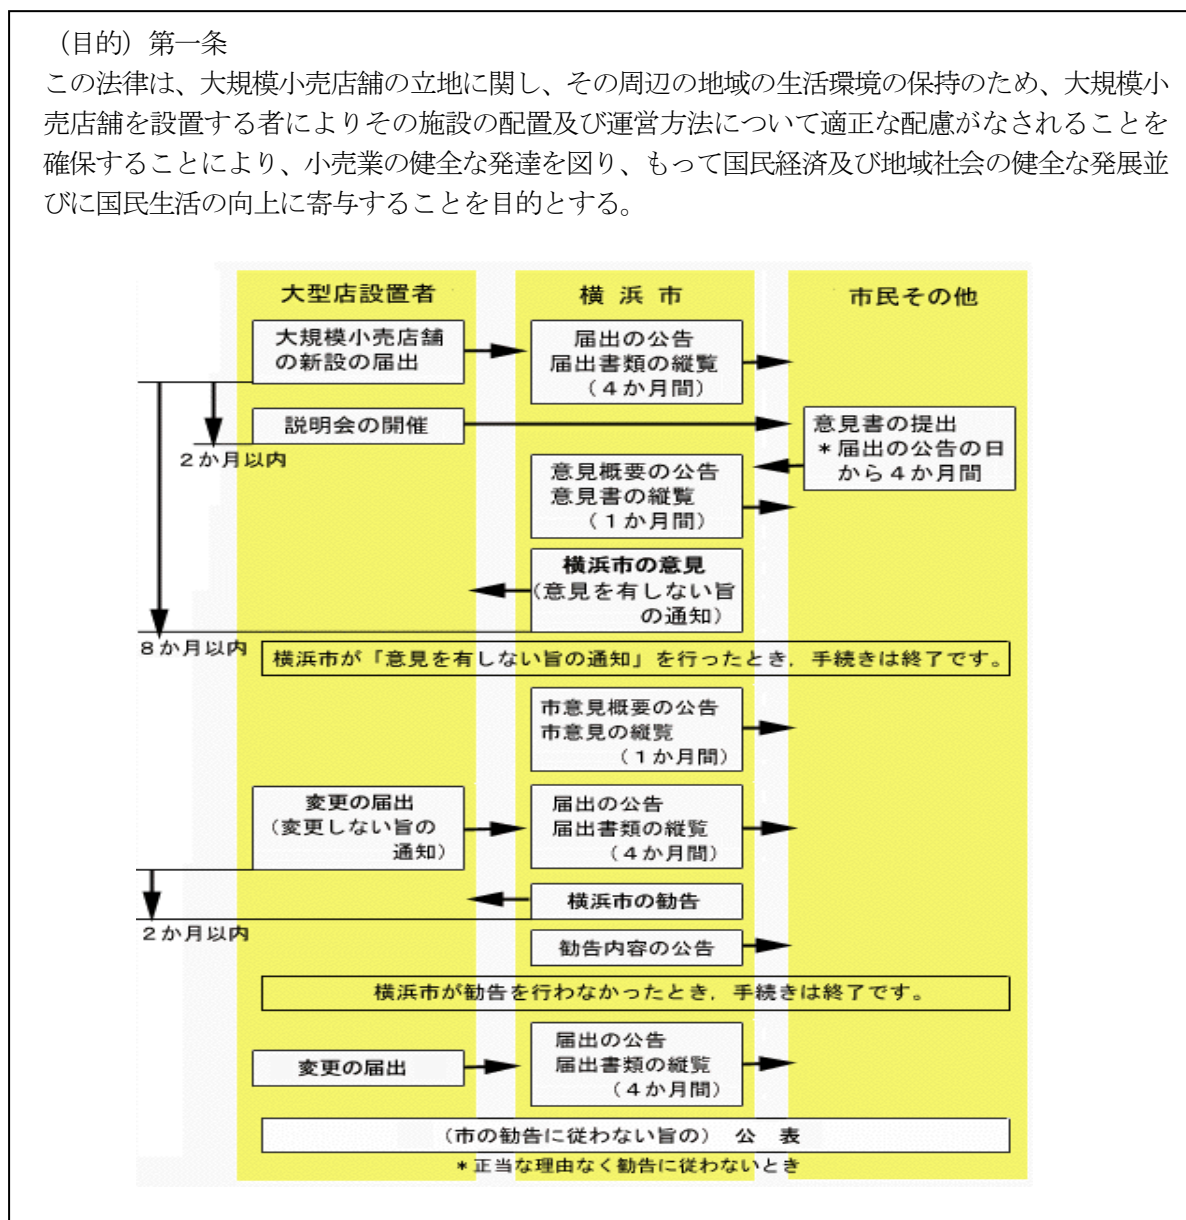 （目的）第一条
この法律は、大規模小売店舗の立地に関し、その周辺の地域の生活環境の保持のため、大規模小
売店舗を設置する者によりその施設の配置及び運営方法について適正な配慮がなされることを
確保することにより、小売業の健全な発達を図り、もって国民経済及び地域社会の健全な発展並
びに国民生活の向上に寄与することを目的とする。
大型店設置者
横浜市
市民その他
大規模小売店舗
の新設の届出
届出の公告
届出書類の縦覧
（４か月間）
説明会の開催
２か月以内
意見書の提出
＊届出の公告の日
から４か月間
意見概要の公告
意見書の縦覧
（１か月間）
横浜市の意見
（意見を有しない旨
の通知）
８か月以内
横浜市が「意見を有しない旨の通知」を行ったとき，手続きは終了です。
市意見概要の公告
市意見の縦覧
（１か月間）
変更の届出
（変更しない旨の
通知）
届出の公告
届出書類の縦覧
（４か月間）
横浜市の勧告
２か月以内
勧告内容の公告
横浜市が勧告を行わなかったとき，手続きは終了です。
変更の届出
届出の公告
届出書類の縦覧
（４か月間）
（市の勧告に従わない旨の） 公 表
＊正当な理由なく勧告に従わないとき